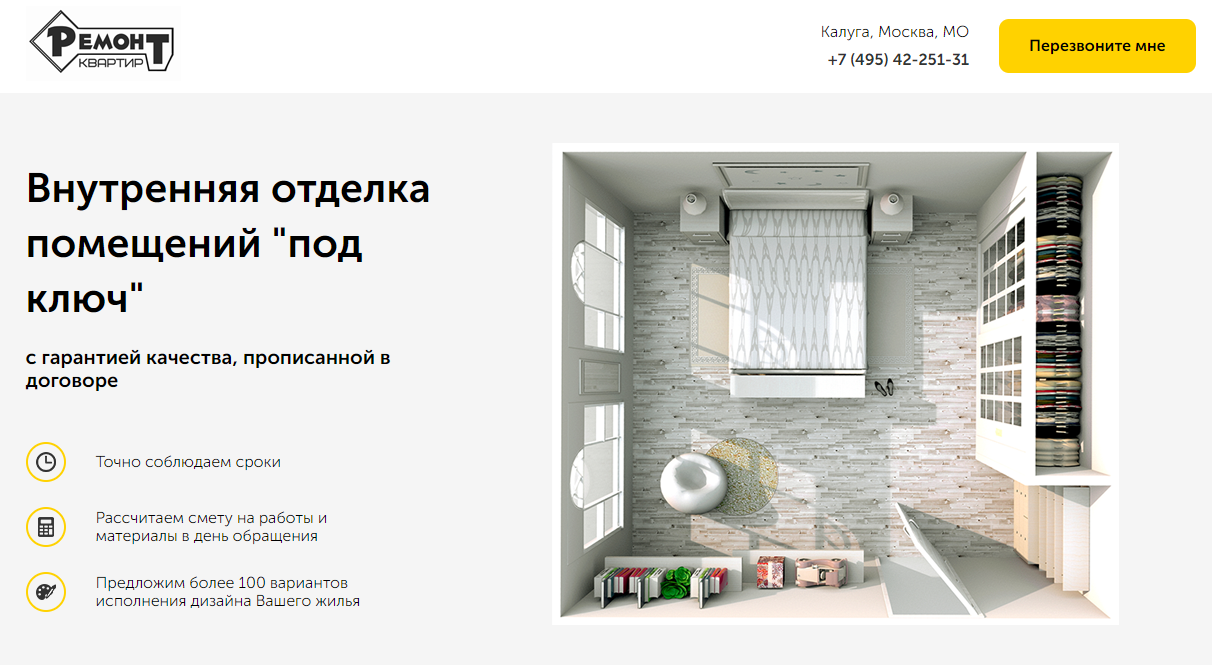 Ремонт
КВАРТИР
Калуга, Москва, МО
+7 (495) 42-251-31
Перезвоните мне
Внутренняя отделка
помещений "под
ключ"
с гарантией качества, прописанной в
договоре
Точно соблюдаем сроки
Рассчитаем смету на работы и
материалы в день обращения
Предложим более 100 вариантов
исполнения дизайна Вашего жилья